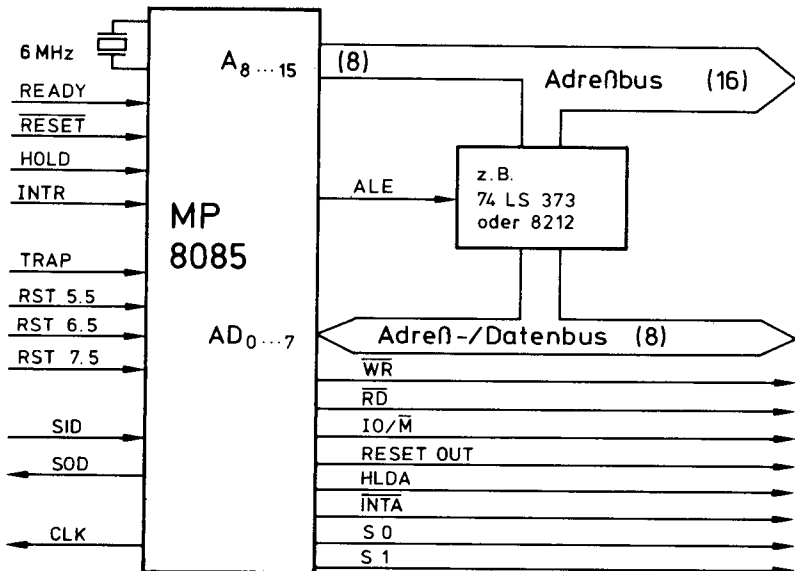 6 MHz
READY
RESET
HOLD
INTR
TRAP
RST 5.5
RST 6.5
RST 7.5
SID
SOD
CLK
MP
8085
A8...15
AD0...7
(8)
Adreßbus (16)
ALE
z.B.
74 LS 373
oder 8212
Adreß-/Datenbus (8)
WR
RD
IO/M
RESET OUT
HLDA
INTA
S 0
S 1